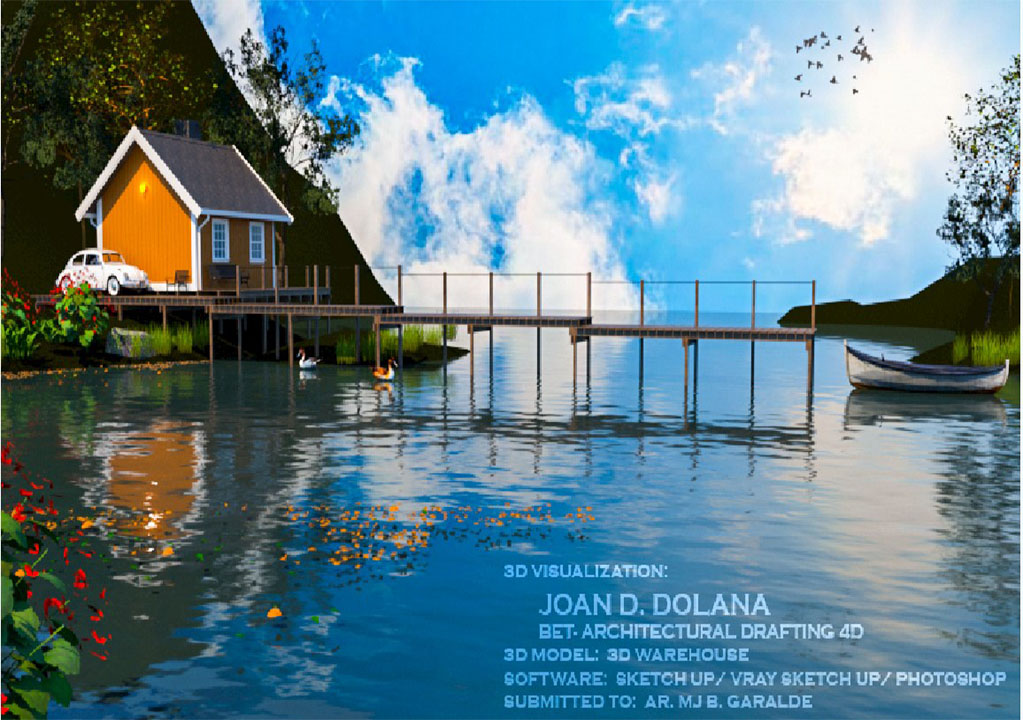 3D VISUALIZATION:
JOAN D. DOLANA
BET- ARCHITECTURAL DRAFTING 4D
3D MODEL: 3D WAREHOUSE
SOFTWARE: SKETCH UP/ VRAY SKETCH UP/ PHOTOSHOP
SUBMITTED TO: AR. MJ B. GARALDE